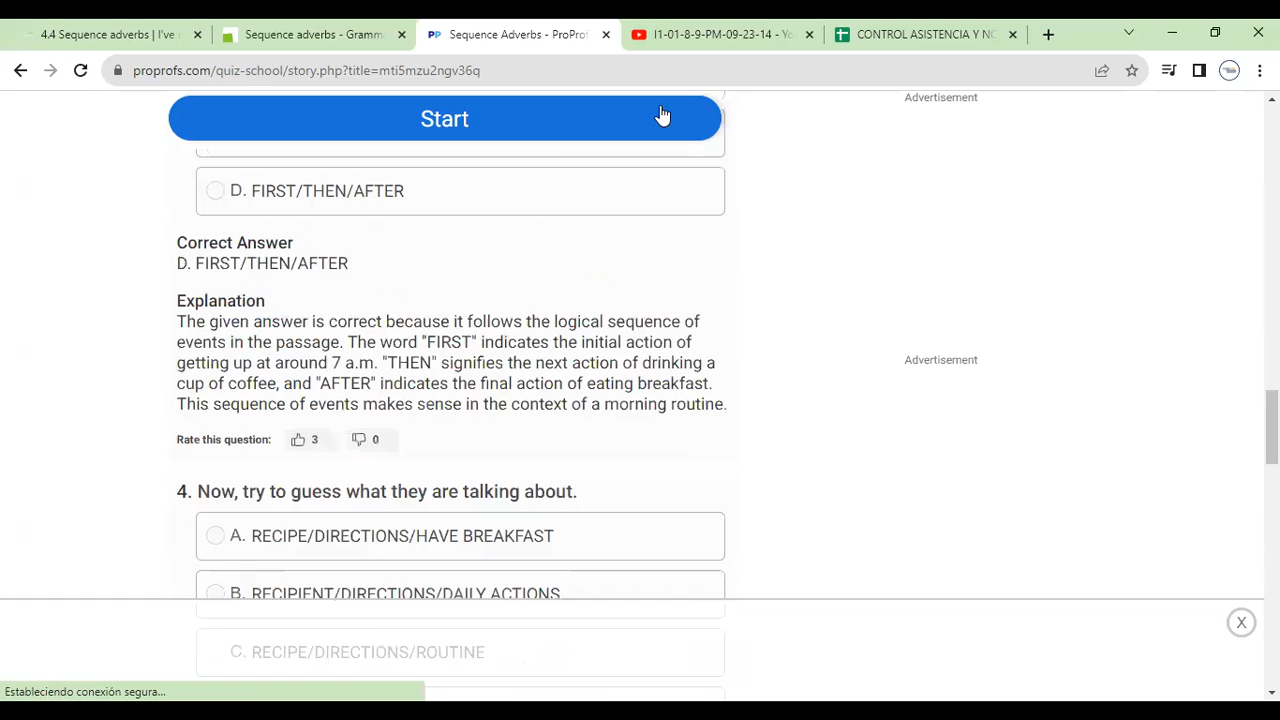 4.4 Sequence adverbs | I've
Sequence adverbs - Gramm
Sequence Adverbs - ProProf
I1-01-8-9-PM-09-23-14 - Yo
CONTROL ASISTENCIA Y NO
proprofs.com/quiz-school/story.php?title=mti5mzu2ngv36q
Advertisement
Start
D. FIRST/THEN/AFTER
Correct Answer
D. FIRST/THEN/AFTER
Explanation
The given answer is correct because it follows the logical sequence of
events in the passage. The word "FIRST" indicates the initial action of
getting up at around 7 a.m. "THEN" signifies the next action of drinking a
cup of coffee, and "AFTER" indicates the final action of eating breakfast.
This sequence of events makes sense in the context of a morning routine.
Advertisement
Rate this question: 3 0
4. Now, try to guess what they are talking about.
A. RECIPE/DIRECTIONS/HAVE BREAKFAST
B. RECIPIENT/DIRECTIONS/DAILY ACTIONS
X
C. RECIPE/DIRECTIONS/ROUTINE
Estableciendo conexión segura...